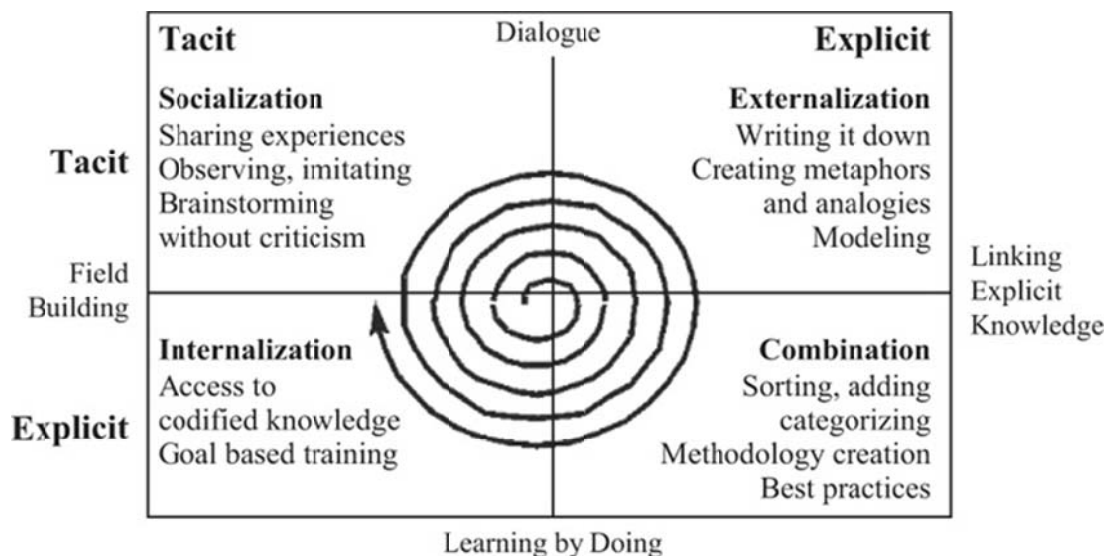 Tacit
Dialogue
Explicit
Tacit
Socialization
Sharing experiences
Observing, imitating
Brainstorming
without criticism
Externalization
Writing it down
Creating metaphors
and analogies
Modeling
Field
Building
Linking
Explicit
Knowledge
Explicit
Internalization
Access to
codified knowledge
Goal based training
Combination
Sorting, adding
categorizing
Methodology creation
Best practices
Learning by Doing